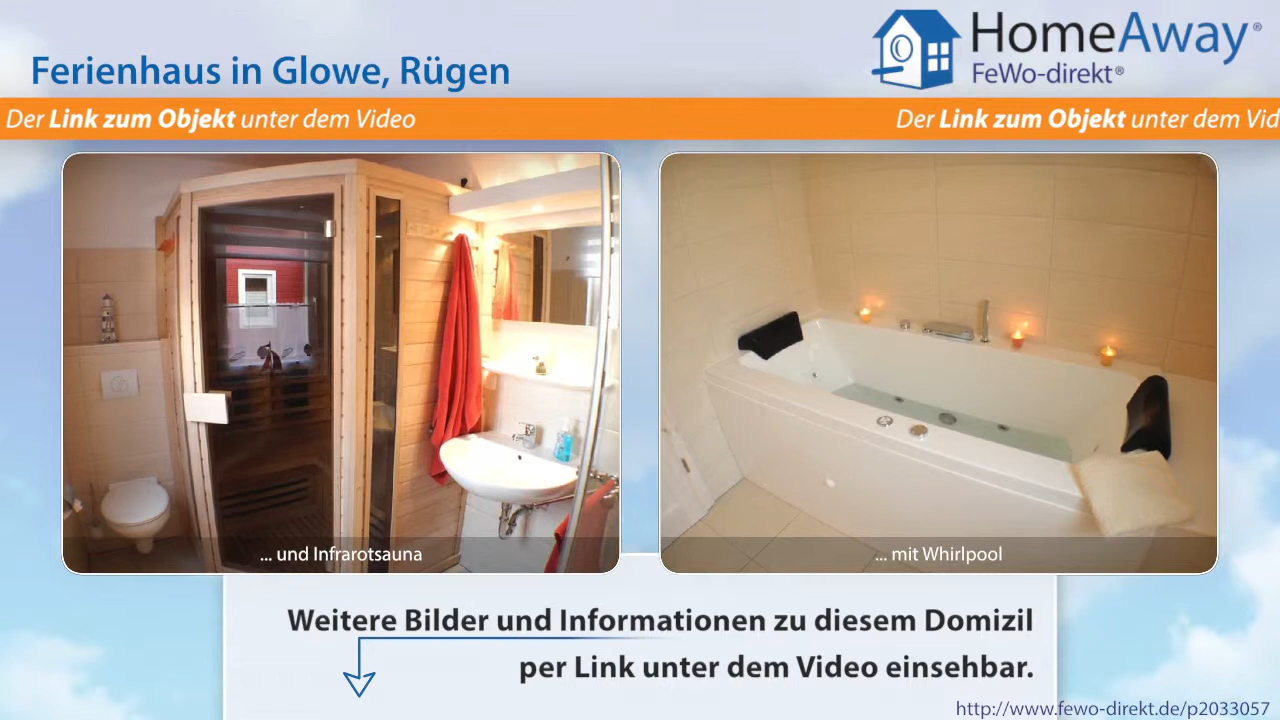 Ferienhaus in Glowe, Rügen
HomeAway®
FeWo-direkt®
Der Link zum Objekt unter dem Video
Der Link zum Objekt unter dem Vid
... und Infrarotsauna
... mit Whirlpool
Weitere Bilder und Informationen zu diesem Domizil
per Link unter dem Video einsehbar.
http://www.fewo-direkt.de/p2033057